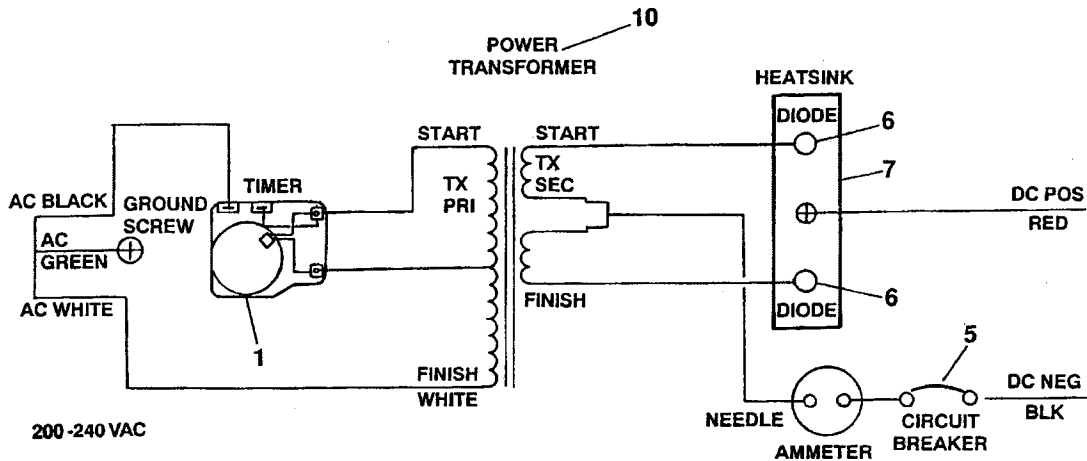 10
POWER
TRANSFORMER
HEATSINK
DIODE
6
START
START
7
TX
PRI
TX
SEC
TIMER
AC BLACK
GROUND
SCREW
DC POS
RED
AC
GREEN
AC WHITE
FINISH
6
DIODE
1
5
FINISH
WHITE
DC NEG
BLK
NEEDLE
CIRCUIT
BREAKER
AMMETER
200-240 VAC